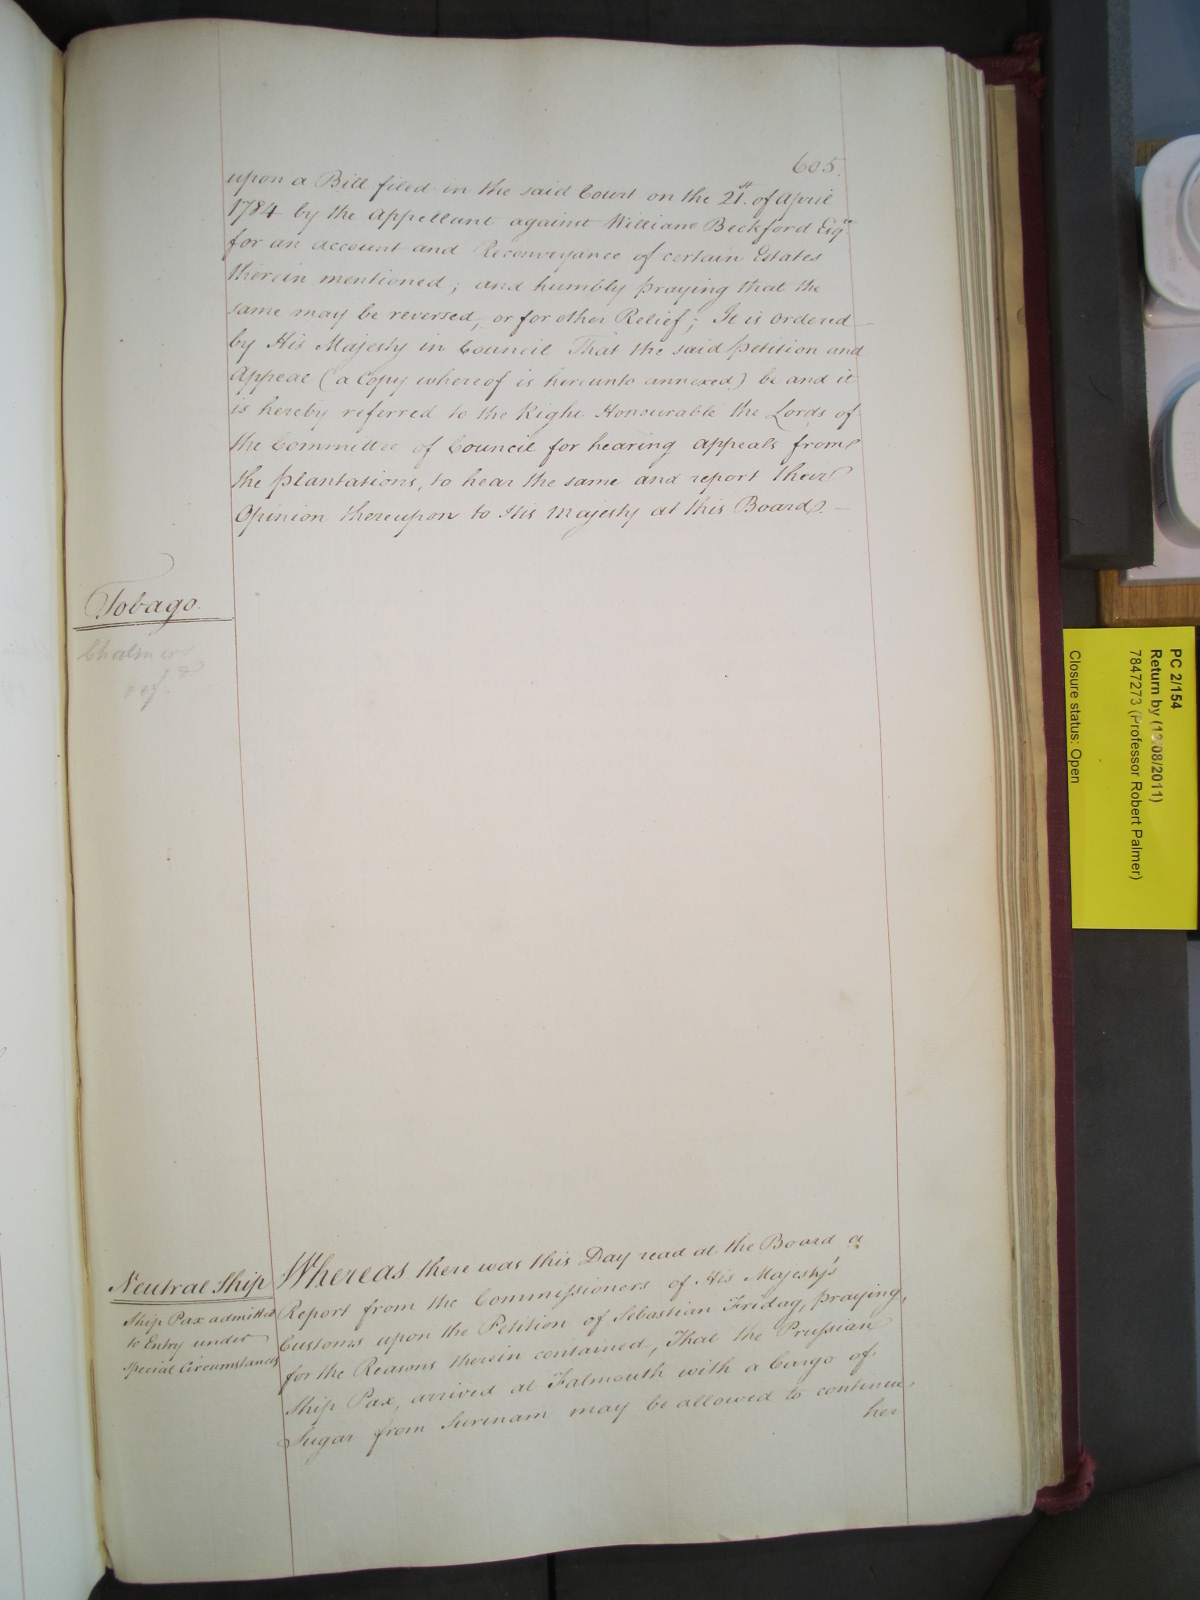 605.
upon a Bill filed in the said Court on the 21st. of April
1784 by the Appellant against William Beckford Esqr.
for an Account and Reconveyance of certain Estates
therein mentioned; and humbly praying that the
same may be reversed, or for other Relief; It is ordered
by His Majesty in Council That the said Petition and
Appeal (a Copy whereof is hereunto annexed) be and it
is hereby referred to the Right Honourable the Lords of
the Committee of Council for hearing Appeals from
the Plantations, to hear the same and report their
Opinion thereupon to His Majesty at this Board. —
Tobago.
Chalmers
Neutral Ship
Ship Pax admitted
to Entry under
special Circumstances
Whereas there was this Day read at the Board a
Report from the Commissioners of His Majesty's
Customs upon the Petition of Sebastian Friday, praying,
for the Reasons therein contained, That the Prussian
Ship Pax, arrived at Falmouth with a Cargo of
Sugar from Surinam may be allowed to continue,
her
PC 2/154
Return by (12/08/2011)
7847273 (Professor Robert Palmer)
Closure status: Open